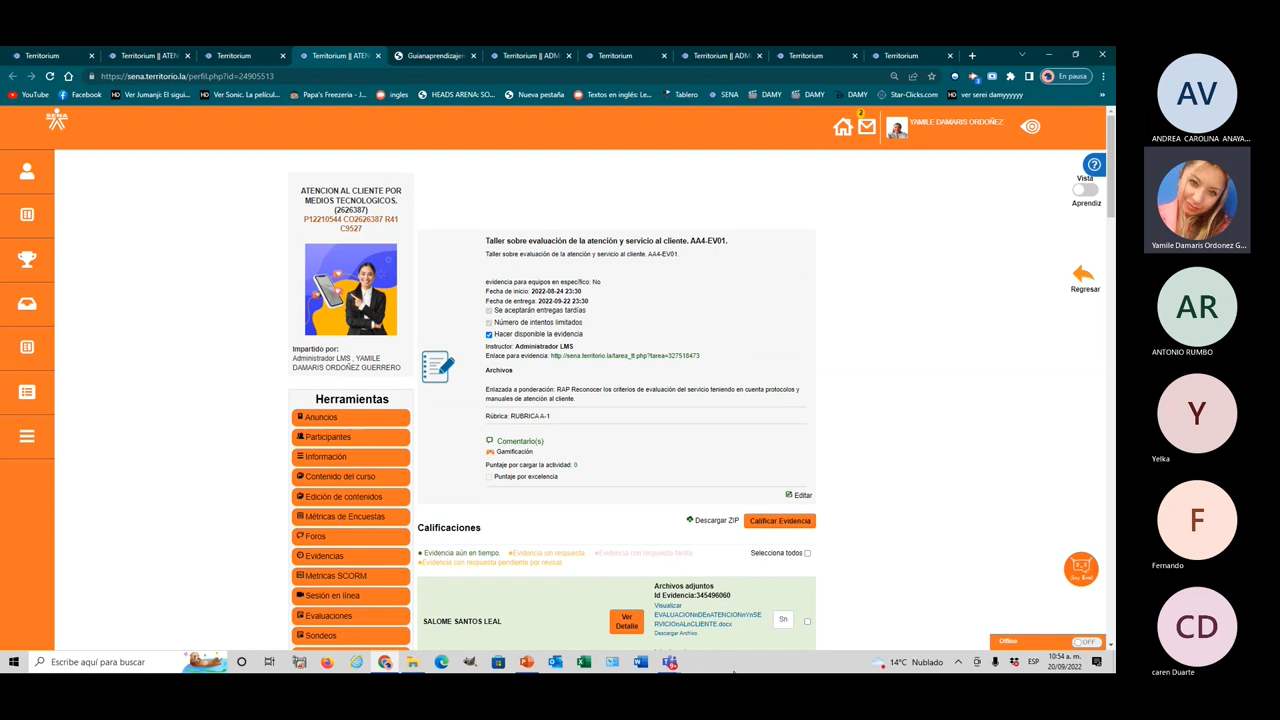 Territorium
Territorium || ATEN
Territorium
Territorium || ATEN
Guianaprendizajen
Territorium || ADM
Territorium
Territorium || ADM
Territorium
Territorium
https://sena.territorio.la/perfil.php?id=24905513
En pausa
YouTube
Facebook
Ver Jumanji: El sigui...
Ver Sonic. La pelícu...
Papa's Freezeria - J...
ingles
HEADS ARENA: SO...
Nueva pestaña
Textos en inglés: Le...
Tablero
SENA
DAMY
DAMY
Star-Clicks.com
ver serei damyyyyy
»
SENA
2
YAMILE DAMARIS ORDOÑEZ
ATENCION AL CLIENTE POR
MEDIOS TECNOLOGICOS.
(2626387)
P12210544 CO2626387 R41
C9527
Impartido por:
Administrador LMS , YAMILE
DAMARIS ORDOÑEZ GUERRERO
Herramientas
Anuncios
Participantes
Información
Contenido del curso
Edición de contenidos
Métricas de Encuestas
Foros
Evidencias
Metricas SCORM
Sesión en línea
Evaluaciones
Sondeos
Taller sobre evaluación de la atención y servicio al cliente. AA4-EV01.
Taller sobre evaluación de la atención y servicio al cliente. AA4-EV01.
evidencia para equipos en específico: No
Fecha de inicio: 2022-08-24 23:30
Fecha de entrega: 2022-09-22 23:30
Se aceptarán entregas tardías
Número de intentos limitados
Hacer disponible la evidencia
Instructor: Administrador LMS
Enlace para evidencia: http://sena.territorio.la/tarea_tt.php?tarea=327518473
Archivos
Enlazada a ponderación: RAP Reconocer los criterios de evaluación del servicio teniendo en cuenta protocolos y
manuales de atención al cliente.
Rúbrica: RUBRICA A-1
Comentario(s)
Gamificación
Puntaje por cargar la actividad: 0
Puntaje por excelencia
Editar
Calificaciones
Descargar ZIP
Calificar Evidencia
Evidencia aún en tiempo.
Evidencia sin respuesta.
Evidencia con respuesta tardía.
Evidencia con respuesta pendiente por revisar.
Selecciona todos
SALOME SANTOS LEAL
Ver
Detalle
Archivos adjuntos
Id Evidencia:345496060
Visualizar
EVALUACIONnDEnATENCIONnYnSE
RVICIOnALnCLIENTE.docx
Descargar Archivo
Sn
?
Vista
Aprendiz
Regresar
Offline
OFF
Escribe aquí para buscar
14°C Nublado
ESP
10:54 a. m.
20/09/2022
AV
ANDREA CAROLINA ANAYA...
Yamile Damaris Ordonez G...
AR
ANTONIO RUMBO
Y
Yelka
F
Fernando
CD
caren Duarte